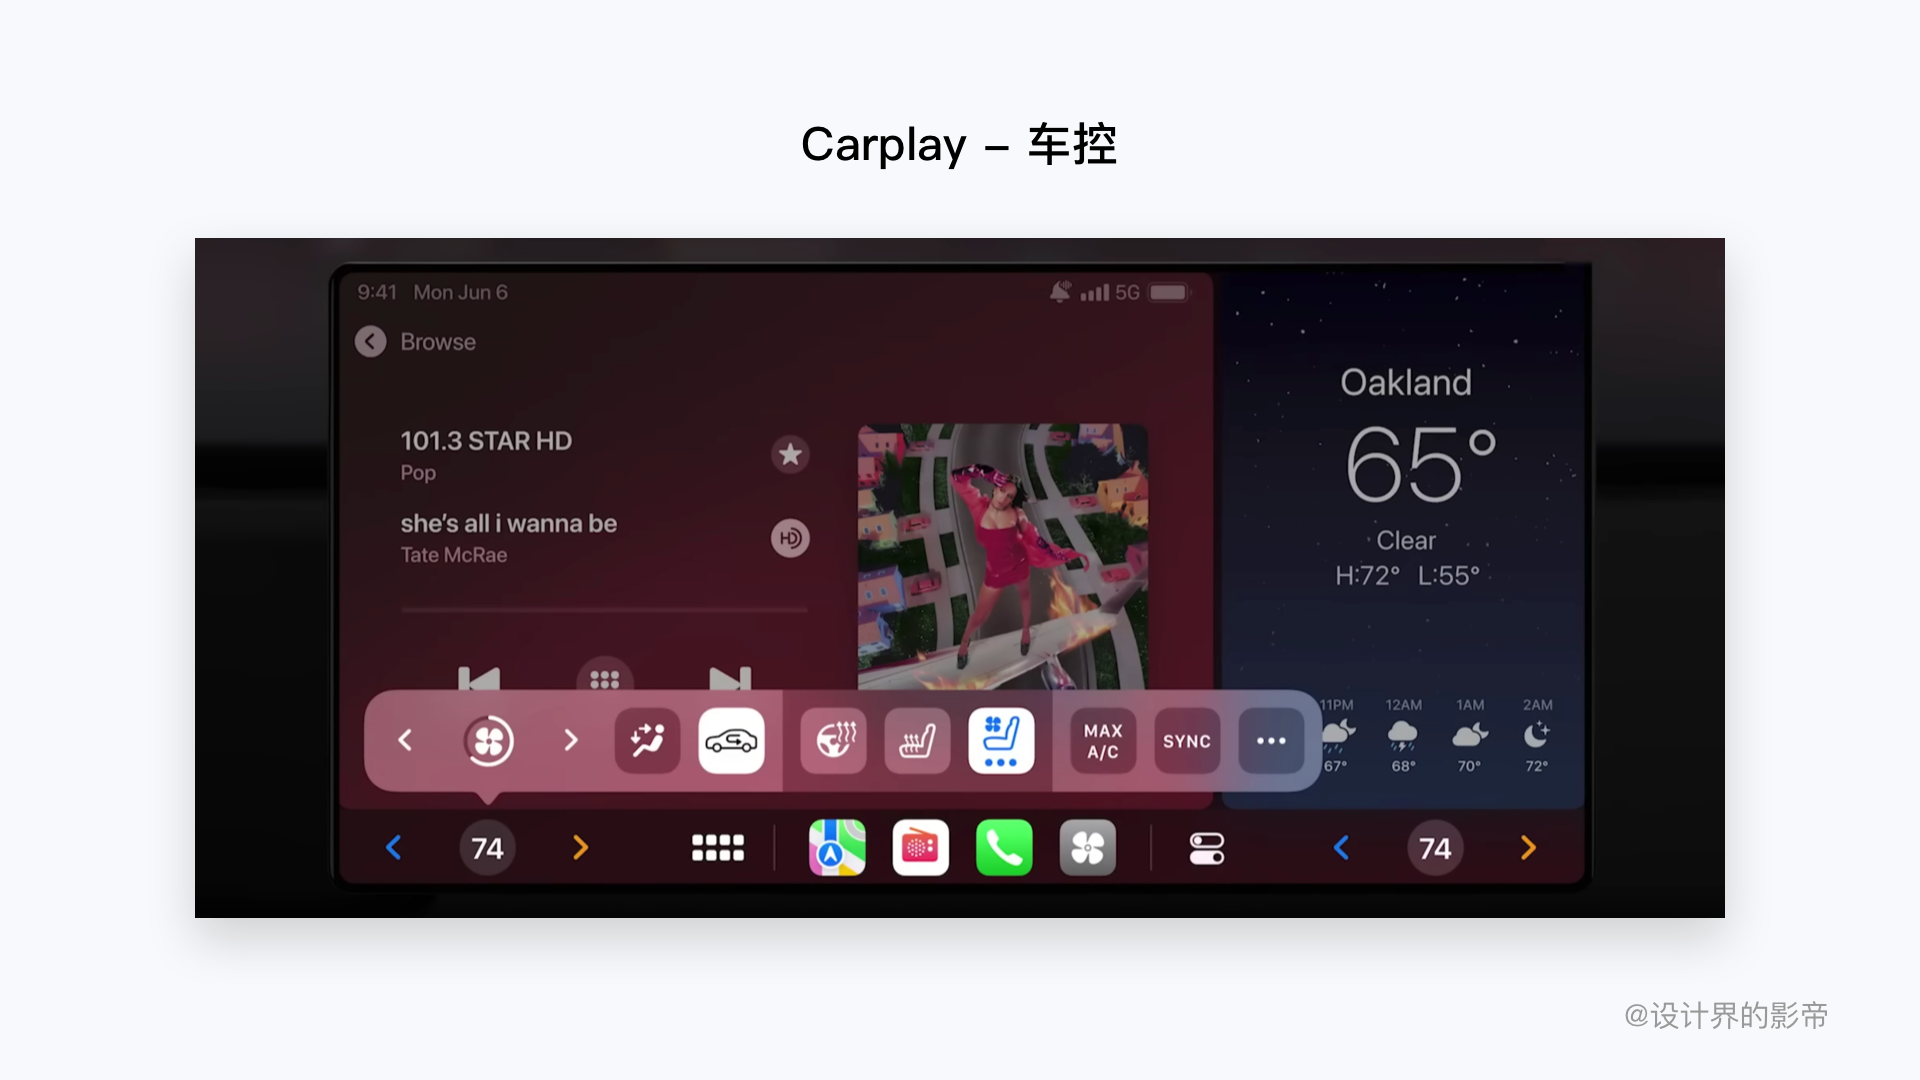 Carplay – 车控
9:41 Mon Jun 6
5G
Browse
101.3 STAR HD
Pop
she's all i wanna be
Tate McRae
HD
Oakland
65°
Clear
H:72° L:55°
11PM 12AM 1AM 2AM
67° 68° 70° 72°
MAX
A/C
SYNC
74
74
@设计界的影帝